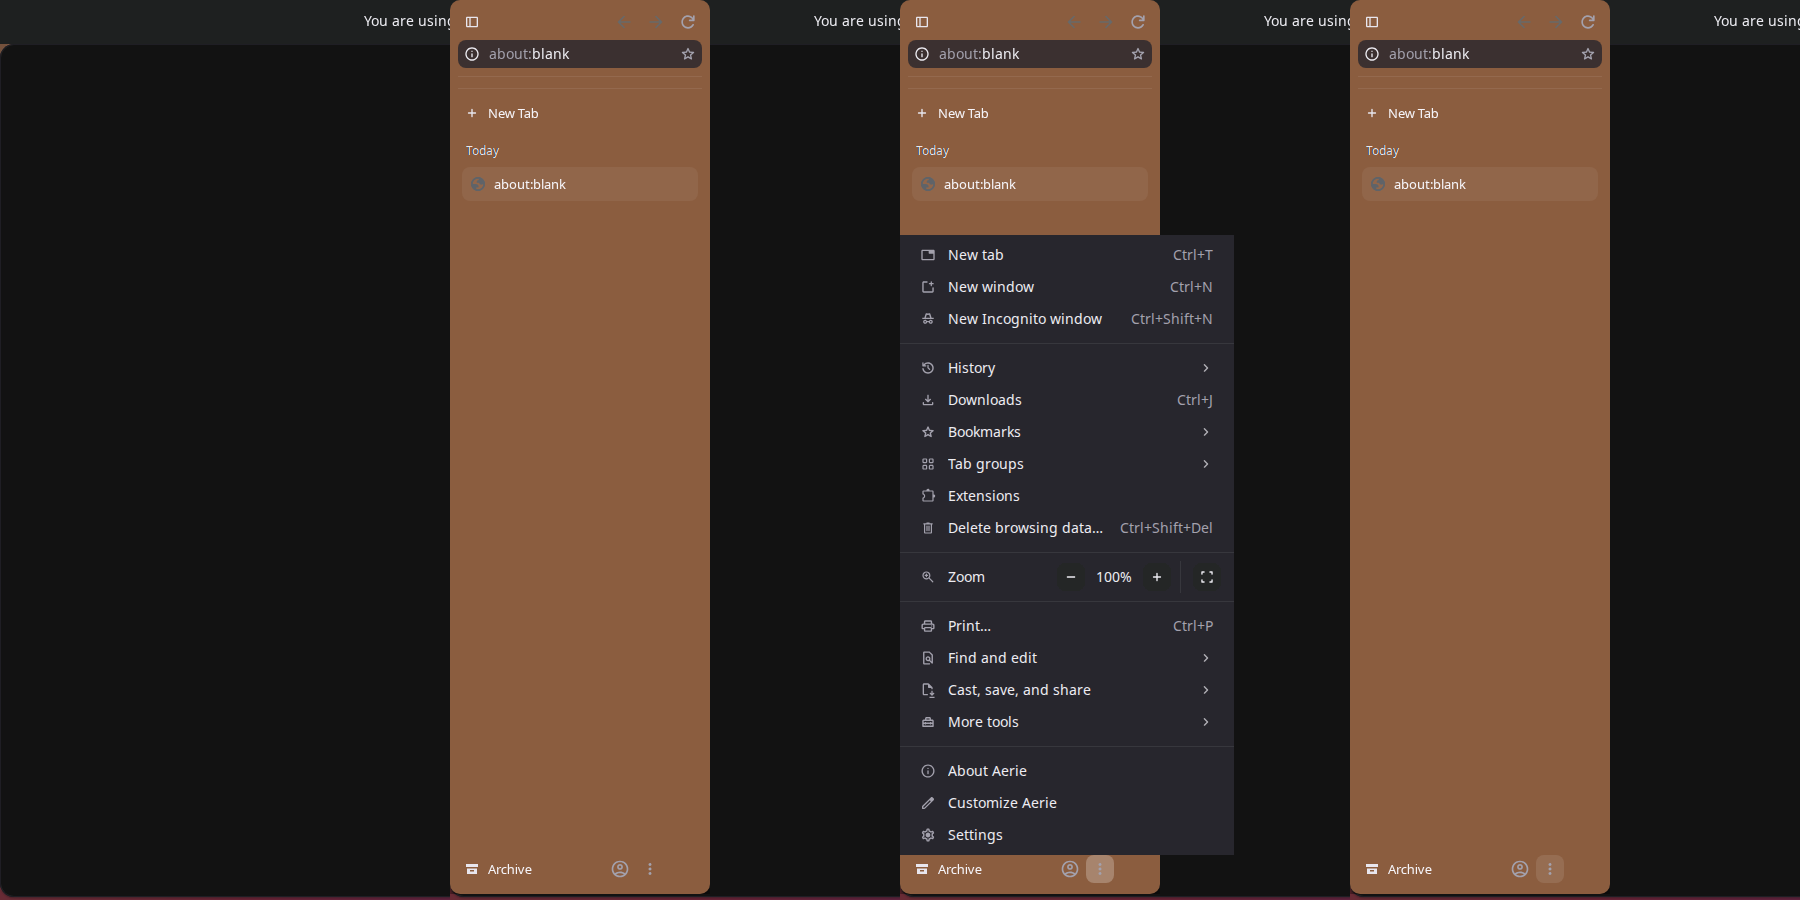 You are using
about:blank
New Tab
Today
about:blank
Archive
You are using
about:blank
New Tab
Today
about:blank
New tab Ctrl+T
New window Ctrl+N
New Incognito window Ctrl+Shift+N
History
Downloads Ctrl+J
Bookmarks
Tab groups
Extensions
Delete browsing data... Ctrl+Shift+Del
Zoom 100%
Print... Ctrl+P
Find and edit
Cast, save, and share
More tools
About Aerie
Customize Aerie
Settings
Archive
You are using
about:blank
New Tab
Today
about:blank
Archive
You are using